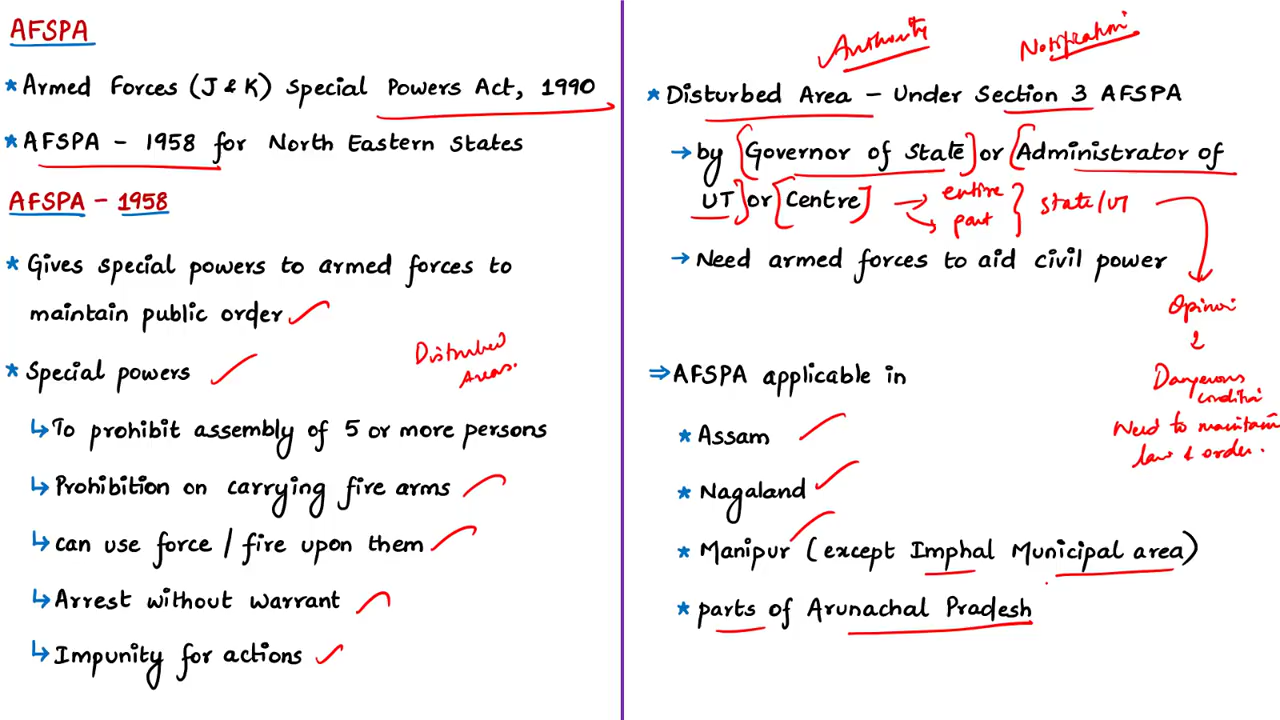 AFSPA
* Armed Forces (J & K) Special Powers Act, 1990
* AFSPA - 1958 for North Eastern States
AFSPA - 1958
* Gives special powers to armed forces to
maintain public order
* Special powers
Disturbed
Areas.
↳ To prohibit assembly of 5 or more persons
↳ Prohibition on carrying fire arms
↳ can use force / fire upon them
↳ Arrest without warrant
↳ Impunity for actions
Authority
Notification
* Disturbed Area - Under Section 3 AFSPA
→ by [Governor of State] or [Administrator of
UT] or [Centre] → entire part } state/UT
→ Need armed forces to aid civil power
Opinion
Dangerous
condition
Need to maintain
law & order.
⇒ AFSPA applicable in
* Assam
* Nagaland
* Manipur (except Imphal Municipal area)
* parts of Arunachal Pradesh